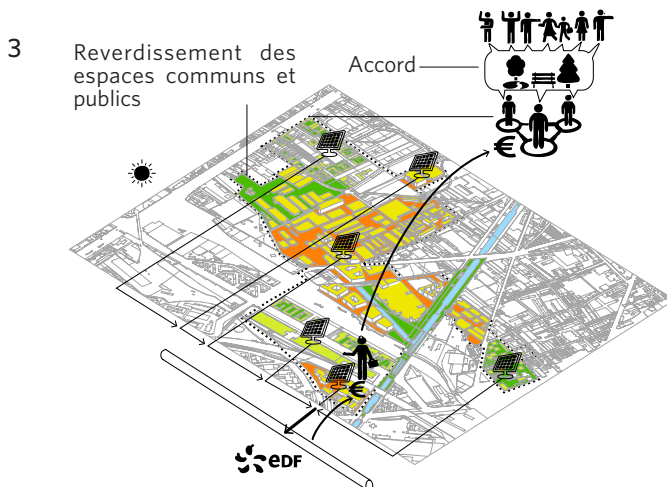 3
Reverdissement des
espaces communs et
publics
Accord
€
€
eDF